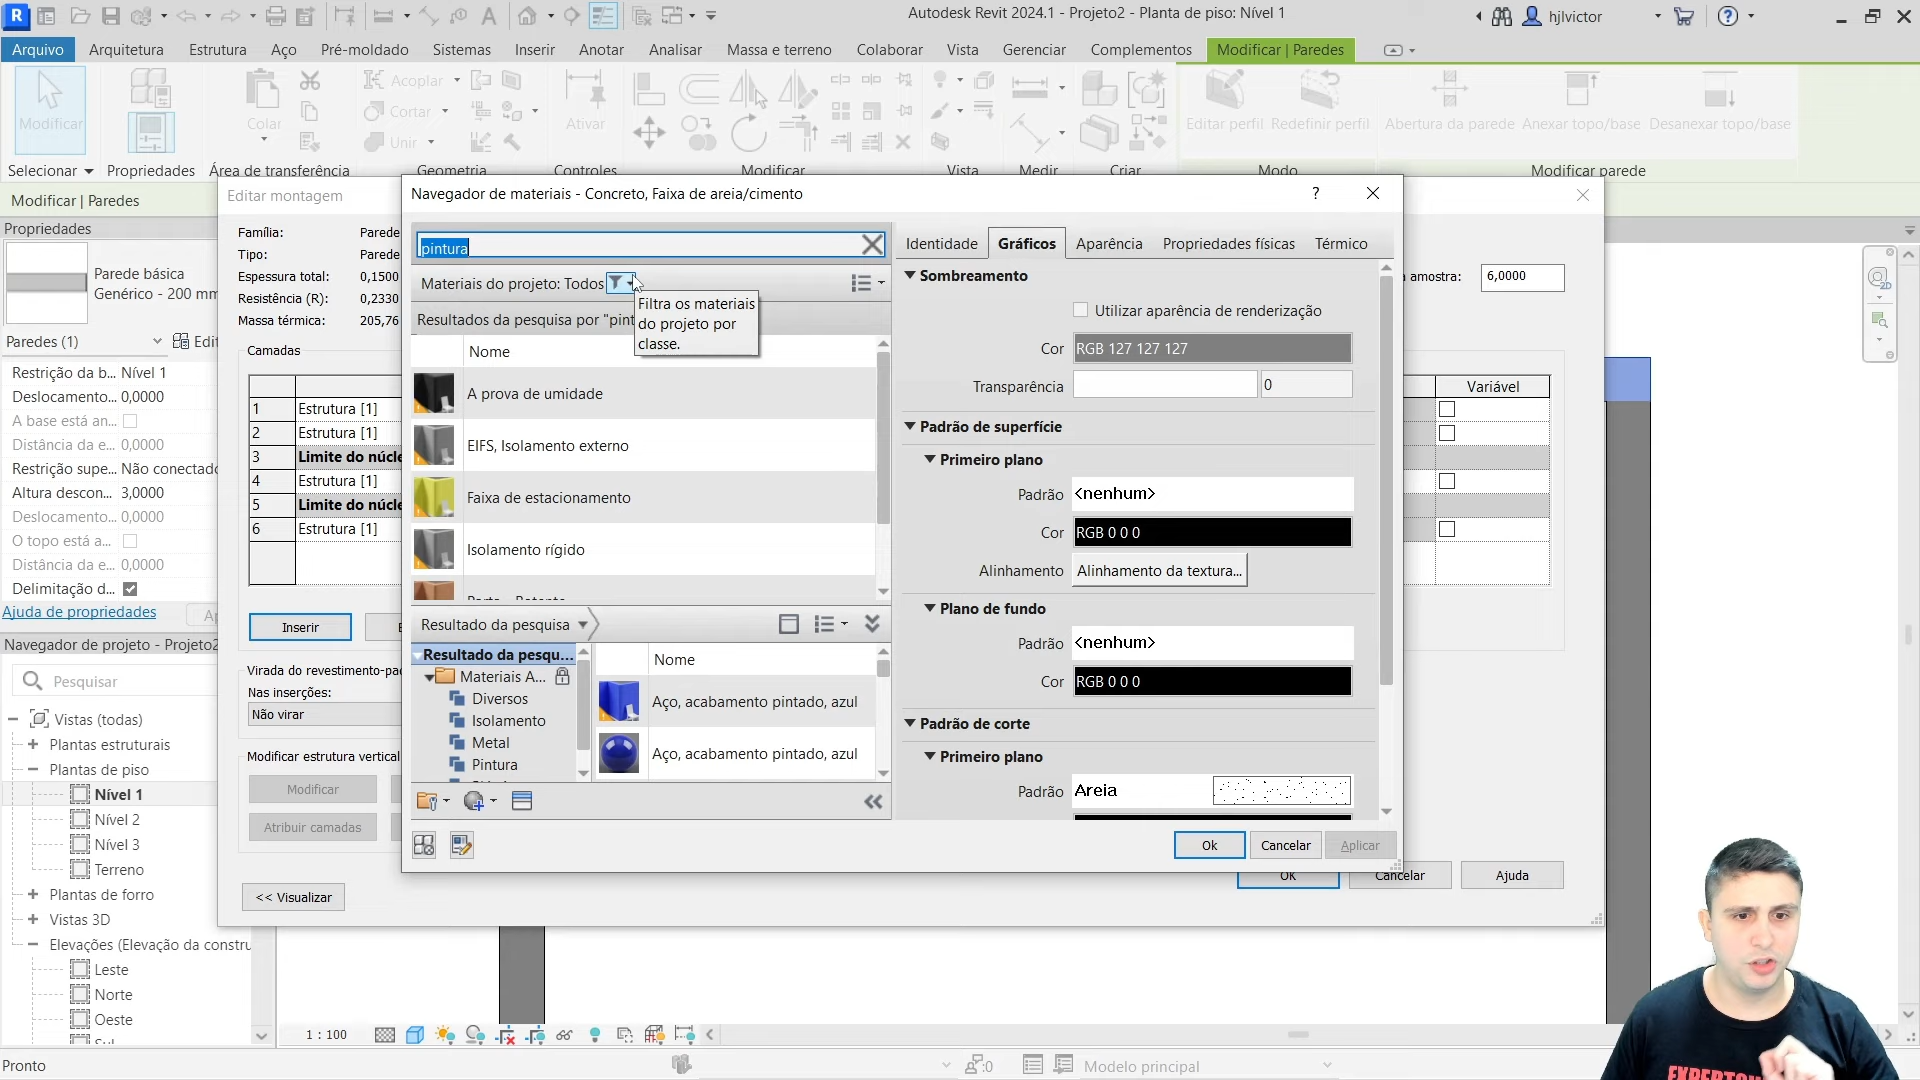 Autodesk Revit 2024.1 - Projeto2 - Planta de piso: Nível 1
hjlvictor
Arquivo Arquitetura Estrutura Aço Pré-moldado Sistemas Inserir Anotar Analisar Massa e terreno Colaborar Vista Gerenciar Complementos Modificar | Paredes
Modificar
Colar
Acoplar
Cortar
Unir
Ativar
Editar perfil Redefinir perfil Abertura da parede Anexar topo/base Desanexar topo/base
Selecionar Propriedades Área de transferência Geometria Controles Modificar Vista Medir Criar Modo Modificar parede
Modificar | Paredes
Propriedades
Parede básica
Genérico - 200 mm
Paredes (1)
Restrição da b... Nível 1
Deslocamento... 0,0000
A base está an...
Distância da e... 0,0000
Restrição supe... Não conectado
Altura descon... 3,0000
Deslocamento... 0,0000
O topo está a...
Distância da e... 0,0000
Delimitação d...
Ajuda de propriedades
Navegador de projeto - Projeto2
Pesquisar
Vistas (todas)
Plantas estruturais
Plantas de piso
Nível 1
Nível 2
Nível 3
Terreno
Plantas de forro
Vistas 3D
Elevações (Elevação da constru
Leste
Norte
Oeste
Pronto
Editar montagem
Família: Parede
Tipo: Parede
Espessura total: 0,1500
Resistência (R): 0,2330
Massa térmica: 205,76
Camadas
1 Estrutura [1]
2 Estrutura [1]
3 Limite do núcle
4 Estrutura [1]
5 Limite do núcle
6 Estrutura [1]
Inserir
Virada do revestimento-pa
Nas inserções:
Não virar
Modificar estrutura vertical
Modificar
Atribuir camadas
<< Visualizar
amostra: 6,0000
Variável
OK Cancelar Ajuda
Navegador de materiais - Concreto, Faixa de areia/cimento
?
pintura
Materiais do projeto: Todos
Filtra os materiais
do projeto por
classe.
Resultados da pesquisa por "pint
Nome
A prova de umidade
EIFS, Isolamento externo
Faixa de estacionamento
Isolamento rígido
Resultado da pesquisa
Resultado da pesqu...
Materiais A...
Diversos
Isolamento
Metal
Pintura
Nome
Aço, acabamento pintado, azul
Aço, acabamento pintado, azul
Identidade Gráficos Aparência Propriedades físicas Térmico
Sombreamento
Utilizar aparência de renderização
Cor RGB 127 127 127
Transparência 0
Padrão de superfície
Primeiro plano
Padrão <nenhum>
Cor RGB 0 0 0
Alinhamento Alinhamento da textura...
Plano de fundo
Padrão <nenhum>
Cor RGB 0 0 0
Padrão de corte
Primeiro plano
Padrão Areia
Ok Cancelar Aplicar
1 : 100
:0
Modelo principal